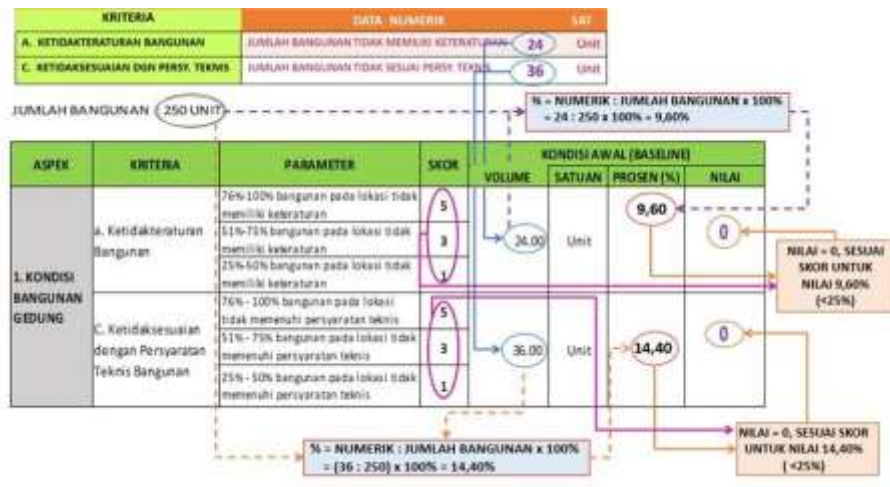 KRITERIA DATA NUMERIK SAT
A. KETIDAKTERATURAN BANGUNAN JUMLAH BANGUNAN TIDAK MEMILIKI KETERATURAN 24 Unit
C. KETIDAKSESUAIAN DGN PERSY. TEKNIS JUMLAH BANGUNAN TIDAK SESUAI PERSY. TEKNIS 36 Unit
JUMLAH BANGUNAN 250 UNIT
% = NUMERIK : JUMLAH BANGUNAN x 100%
= 24 : 250 x 100% = 9,60%
ASPEK KRITERIA PARAMETER SKOR KONDISI AWAL (BASELINE)
VOLUME SATUAN PROSEN (%) NILAI
1. KONDISI
BANGUNAN
GEDUNG
a. Ketidakteraturan
Bangunan
76%-100% bangunan pada lokasi tidak
memiliki keteraturan
5
51%-75% bangunan pada lokasi tidak
memiliki keteraturan
3
25%-50% bangunan pada lokasi tidak
memiliki keteraturan
1
24.00 Unit 9,60 0
C. Ketidaksesuaian
dengan Persyaratan
Teknis Bangunan
76% - 100% bangunan pada lokasi
tidak memenuhi persyaratan teknis
5
51% - 75% bangunan pada lokasi tidak
memenuhi persyaratan teknis
3
25% - 50% bangunan pada lokasi tidak
memenuhi persyaratan teknis
1
36.00 Unit 14,40 0
NILAI = 0, SESUAI
SKOR UNTUK
NILAI 9,60%
(<25%)
% = NUMERIK : JUMLAH BANGUNAN x 100%
= (36 : 250) x 100% = 14,40%
NILAI = 0, SESUAI SKOR
UNTUK NILAI 14,40%
( <25%)